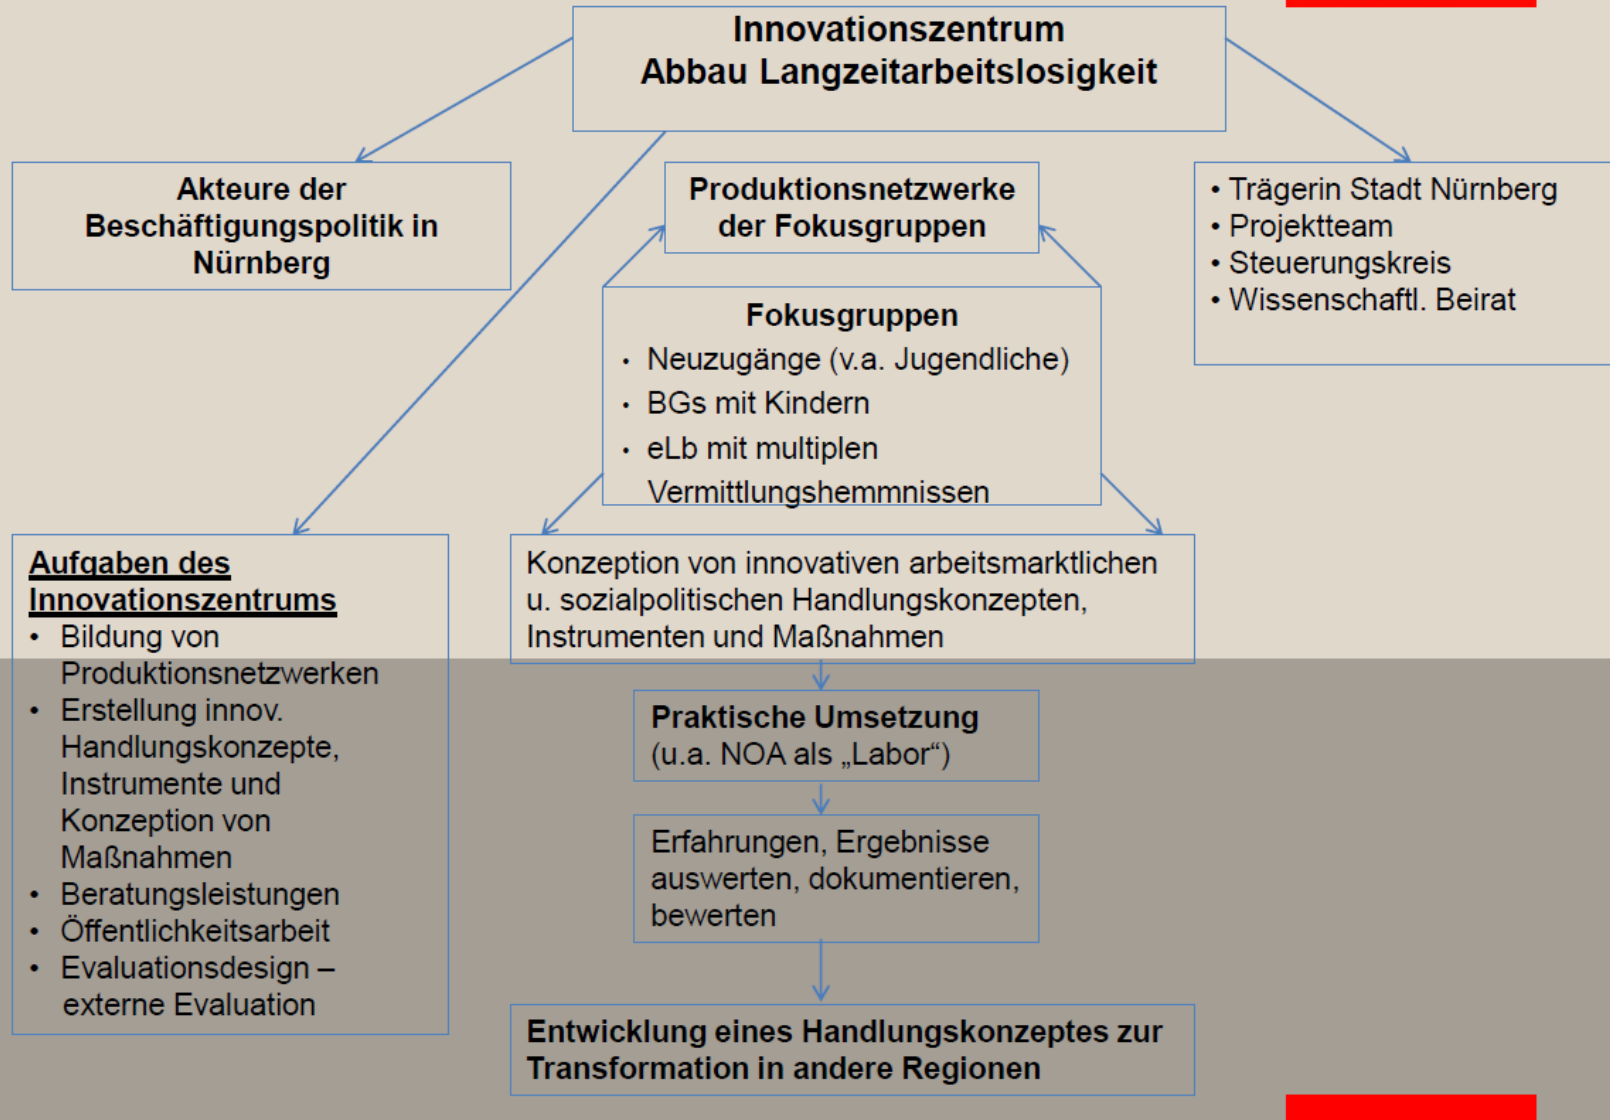 Innovationszentrum
Abbau Langzeitarbeitslosigkeit
Akteure der
Beschäftigungspolitik in
Nürnberg
Produktionsnetzwerke
der Fokusgruppen
• Trägerin Stadt Nürnberg
• Projektteam
• Steuerungskreis
• Wissenschaftl. Beirat
Fokusgruppen
• Neuzugänge (v.a. Jugendliche)
• BGs mit Kindern
• eLb mit multiplen
Vermittlungshemmnissen
Aufgaben des
Innovationszentrums
• Bildung von
Produktionsnetzwerken
• Erstellung innov.
Handlungskonzepte,
Instrumente und
Konzeption von
Maßnahmen
• Beratungsleistungen
• Öffentlichkeitsarbeit
• Evaluationsdesign –
externe Evaluation
Konzeption von innovativen arbeitsmarktlichen
u. sozialpolitischen Handlungskonzepten,
Instrumenten und Maßnahmen
Praktische Umsetzung
(u.a. NOA als „Labor“)
Erfahrungen, Ergebnisse
auswerten, dokumentieren,
bewerten
Entwicklung eines Handlungskonzeptes zur
Transformation in andere Regionen